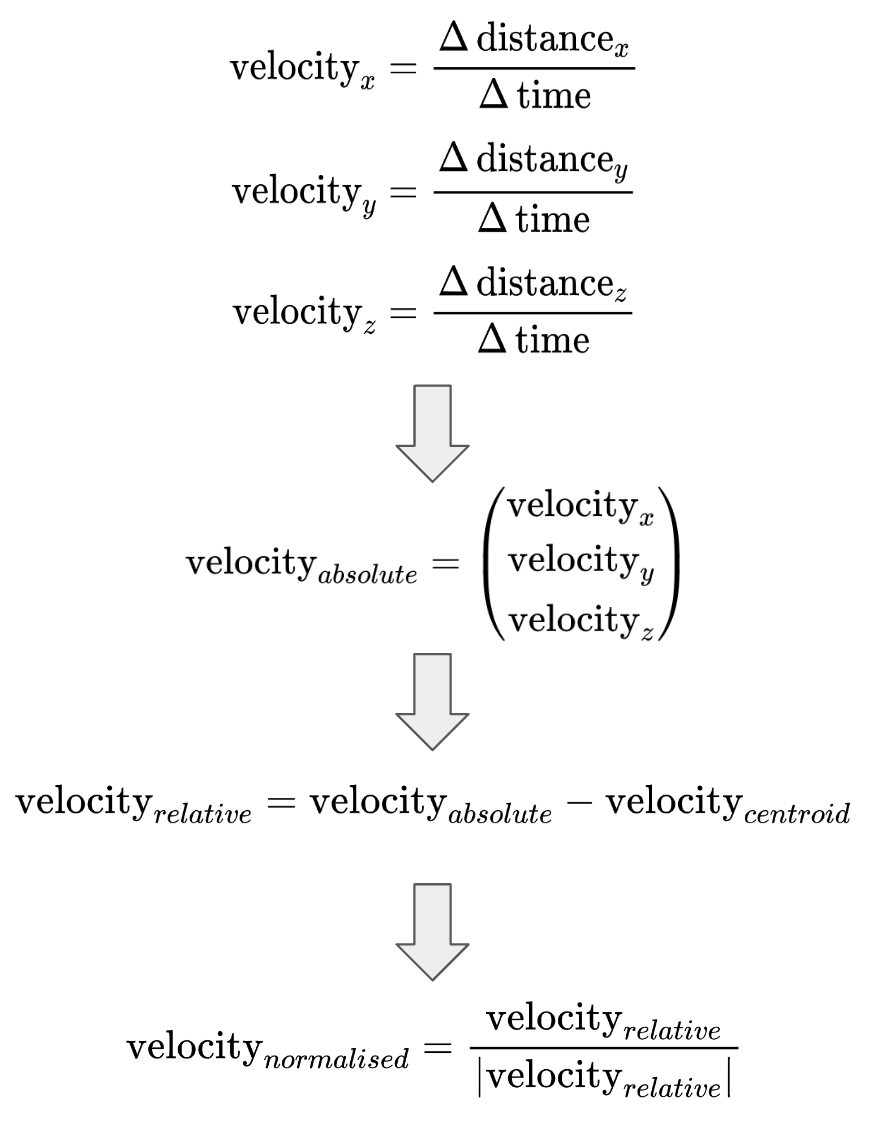 velocity_x = Δ distance_x / Δ time
velocity_y = Δ distance_y / Δ time
velocity_z = Δ distance_z / Δ time
velocity_absolute = (velocity_x
velocity_y
velocity_z)
velocity_relative = velocity_absolute − velocity_centroid
velocity_normalised = velocity_relative / |velocity_relative|